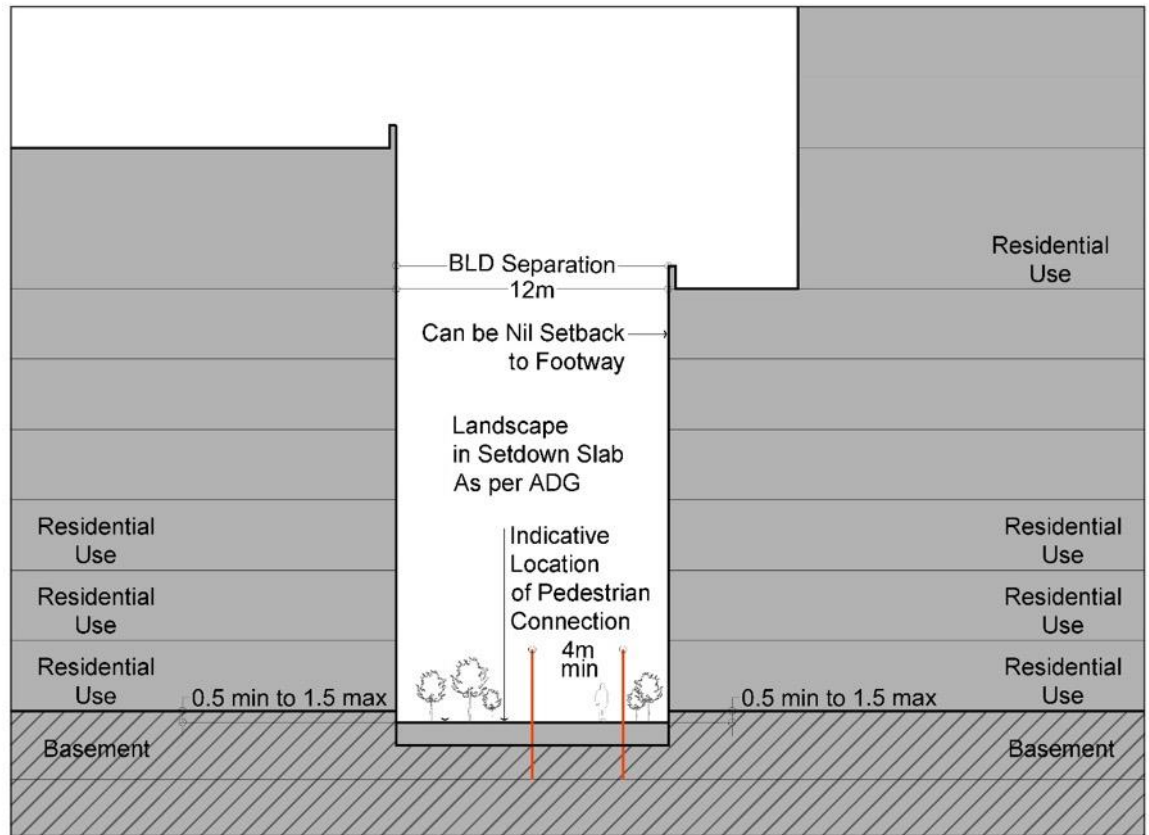 Residential
Use
BLD Separation
12m
Can be Nil Setback
to Footway
Landscape
in Setdown Slab
As per ADG
Residential
Use
Indicative
Location
of Pedestrian
Connection
4m
min
Residential
Use
Residential
Use
Residential
Use
Residential
Use
Residential
Use
0.5 min to 1.5 max
0.5 min to 1.5 max
Basement
Basement